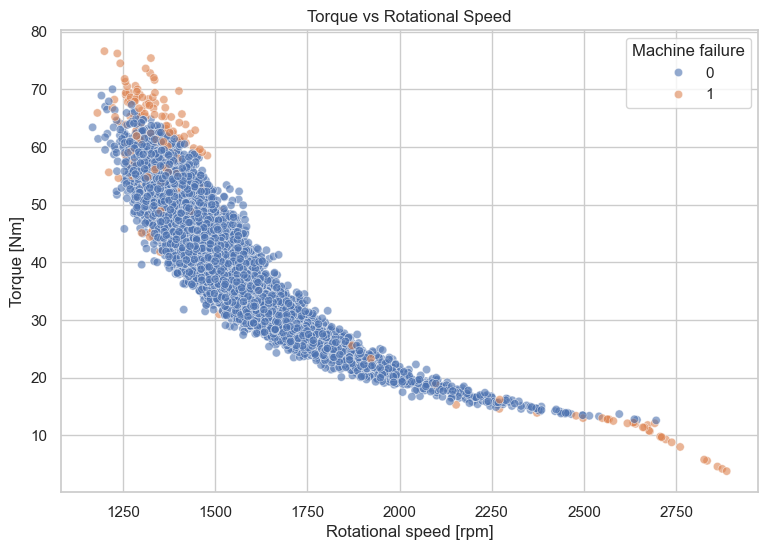 Torque vs Rotational Speed
Machine failure
0
1
Torque [Nm]
80
70
60
50
40
30
20
10
1250 1500 1750 2000 2250 2500 2750
Rotational speed [rpm]